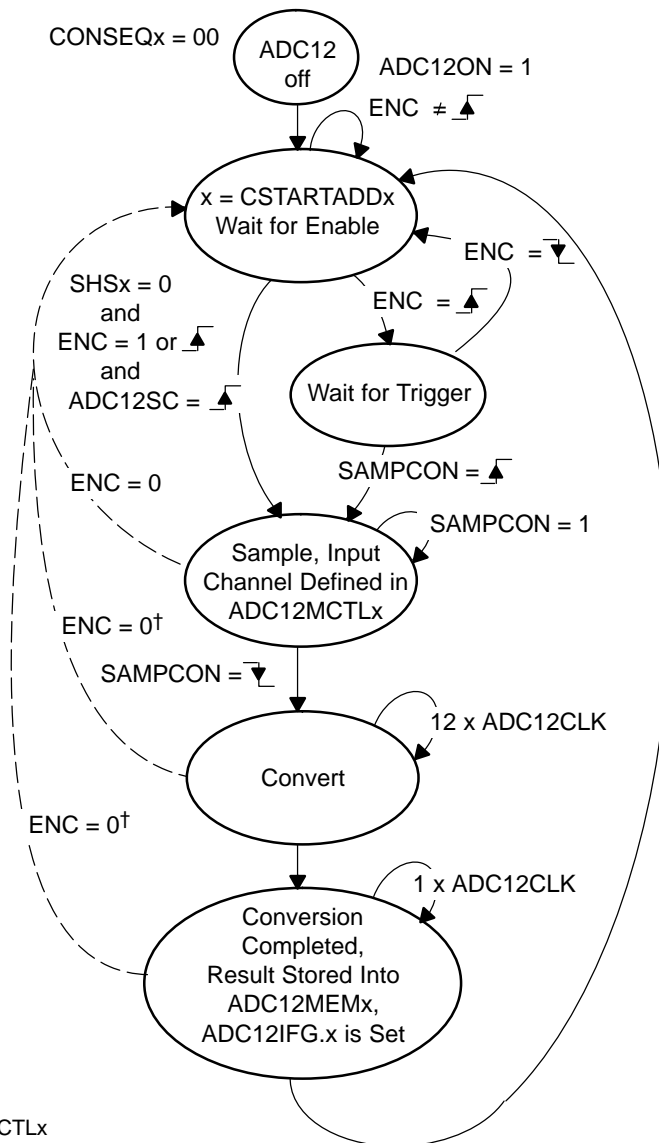 CONSEQx = 00
ADC12
off
ADC12ON = 1
ENC ≠
x = CSTARTADDx
Wait for Enable
ENC =
SHSx = 0
and
ENC = 1 or
and
ADC12SC =
ENC =
Wait for Trigger
SAMPCON =
ENC = 0
SAMPCON = 1
Sample, Input
Channel Defined in
ADC12MCTLx
ENC = 0†
SAMPCON =
12 x ADC12CLK
Convert
ENC = 0†
1 x ADC12CLK
Conversion
Completed,
Result Stored Into
ADC12MEMx,
ADC12IFG.x is Set
CTLx